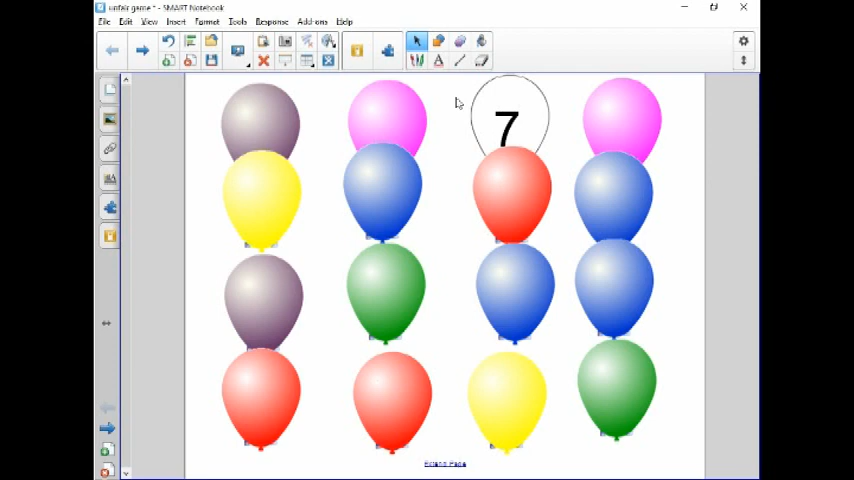 unfair game * - SMART Notebook
File Edit View Insert Format Tools Response Add-ons Help
7
Extend Page